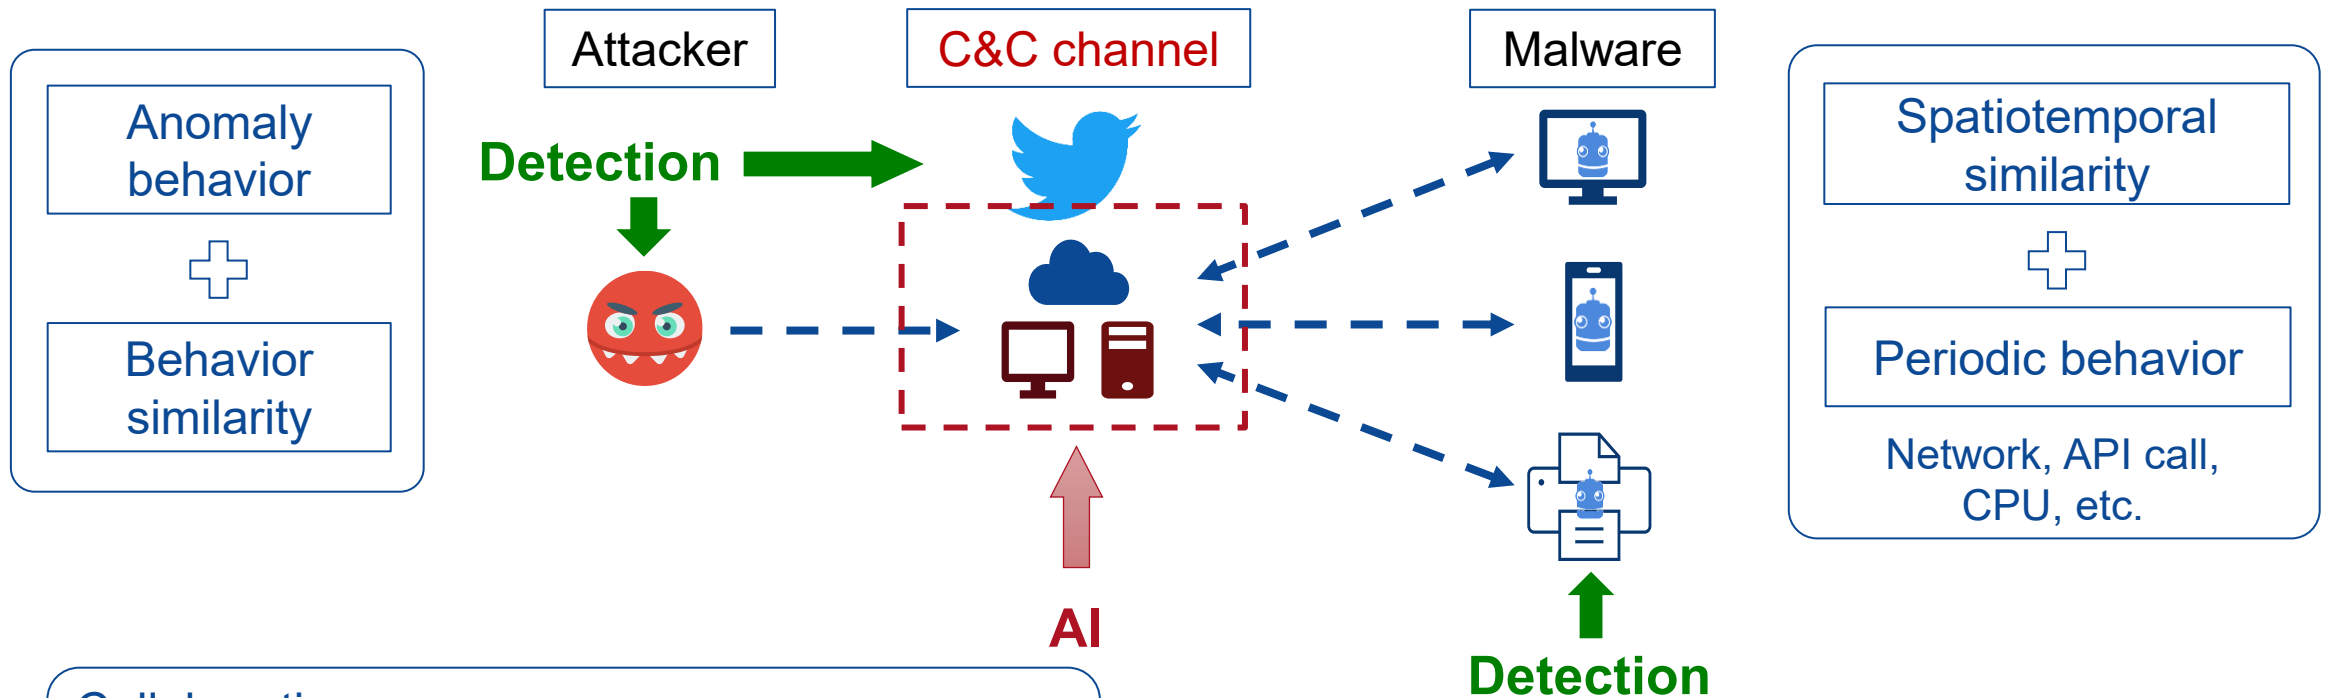 Attacker
C&C channel
Malware
Anomaly
behavior
Behavior
similarity
Detection
AI
Detection
Spatiotemporal
similarity
Periodic behavior
Network, API call,
CPU, etc.